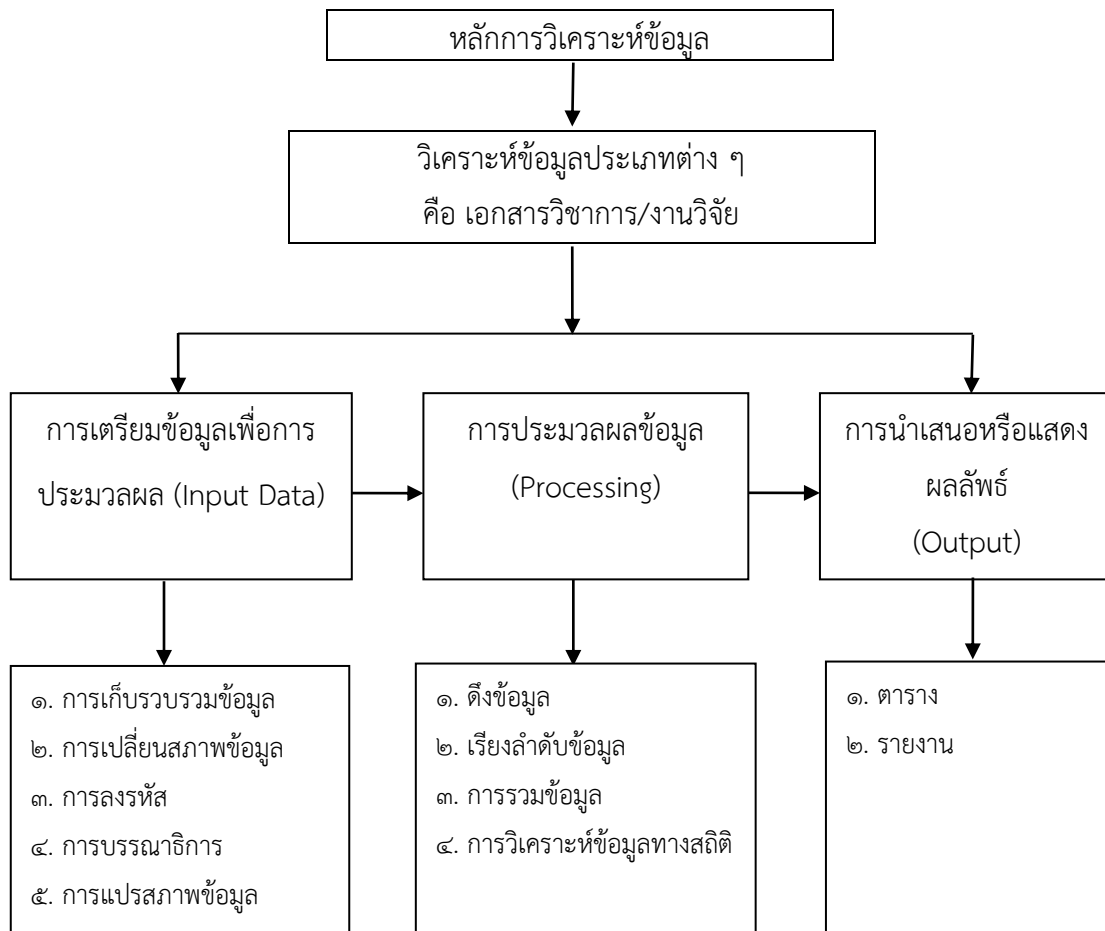 หลักการวิเคราะห์ข้อมูล
วิเคราะห์ข้อมูลประเภทต่าง ๆ
คือ เอกสารวิชาการ/งานวิจัย
การเตรียมข้อมูลเพื่อการ
ประมวลผล (Input Data)
การประมวลผลข้อมูล
(Processing)
การนำเสนอหรือแสดง
ผลลัพธ์
(Output)
๑. การเก็บรวบรวมข้อมูล
๒. การเปลี่ยนสภาพข้อมูล
๓. การลงรหัส
๔. การบรรณาธิการ
๕. การแปรสภาพข้อมูล
๑. ดึงข้อมูล
๒. เรียงลำดับข้อมูล
๓. การรวมข้อมูล
๔. การวิเคราะห์ข้อมูลทางสถิติ
๑. ตาราง
๒. รายงาน